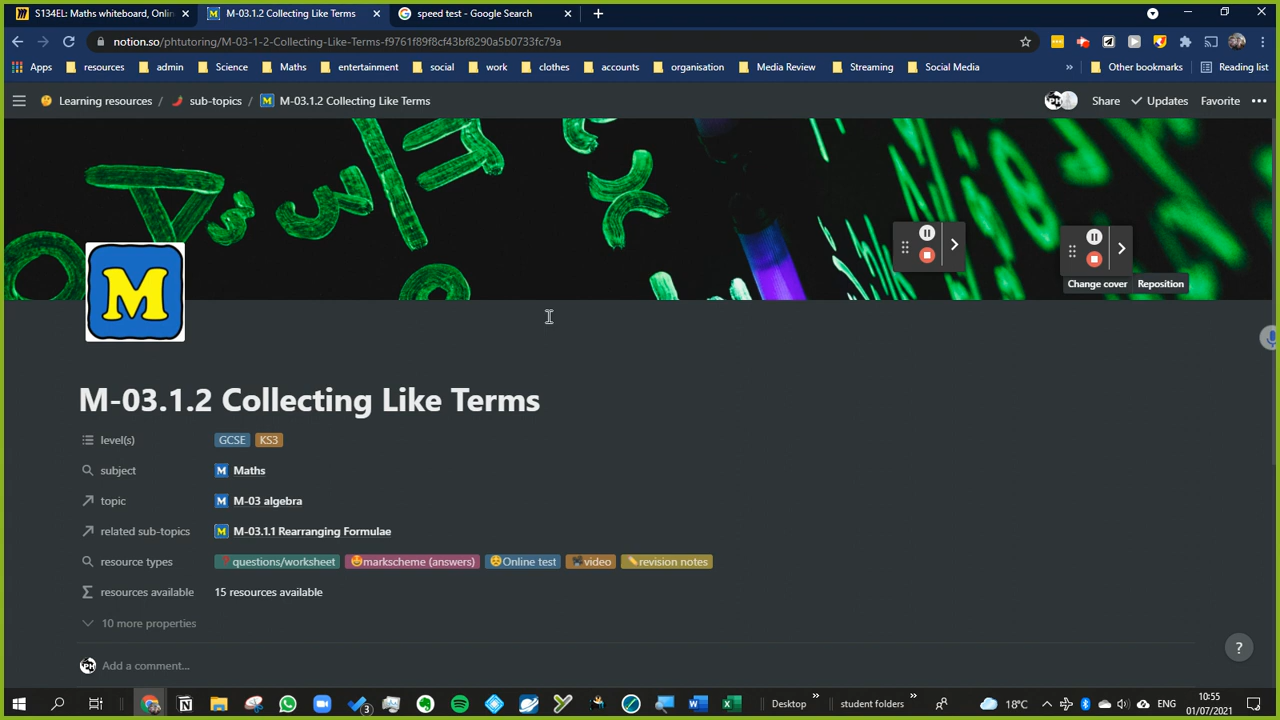 S134EL: Maths whiteboard, Onlin
M-03.1.2 Collecting Like Terms
speed test - Google Search
notion.so/phtutoring/M-03-1-2-Collecting-Like-Terms-f9761f89f8cf43bf8290a5b0733fc79a
Apps resources admin Science Maths entertainment social work clothes accounts organisation Media Review Streaming Social Media » Other bookmarks Reading list
Learning resources / sub-topics / M M-03.1.2 Collecting Like Terms
PH Share Updates Favorite
M
Change cover Reposition
M-03.1.2 Collecting Like Terms
level(s) GCSE KS3
subject M Maths
topic M M-03 algebra
related sub-topics M M-03.1.1 Rearranging Formulae
resource types questions/worksheet markscheme (answers) Online test video revision notes
resources available 15 resources available
10 more properties
PH Add a comment...
?
3 Desktop » student folders » 18°C ENG 10:55
01/07/2021